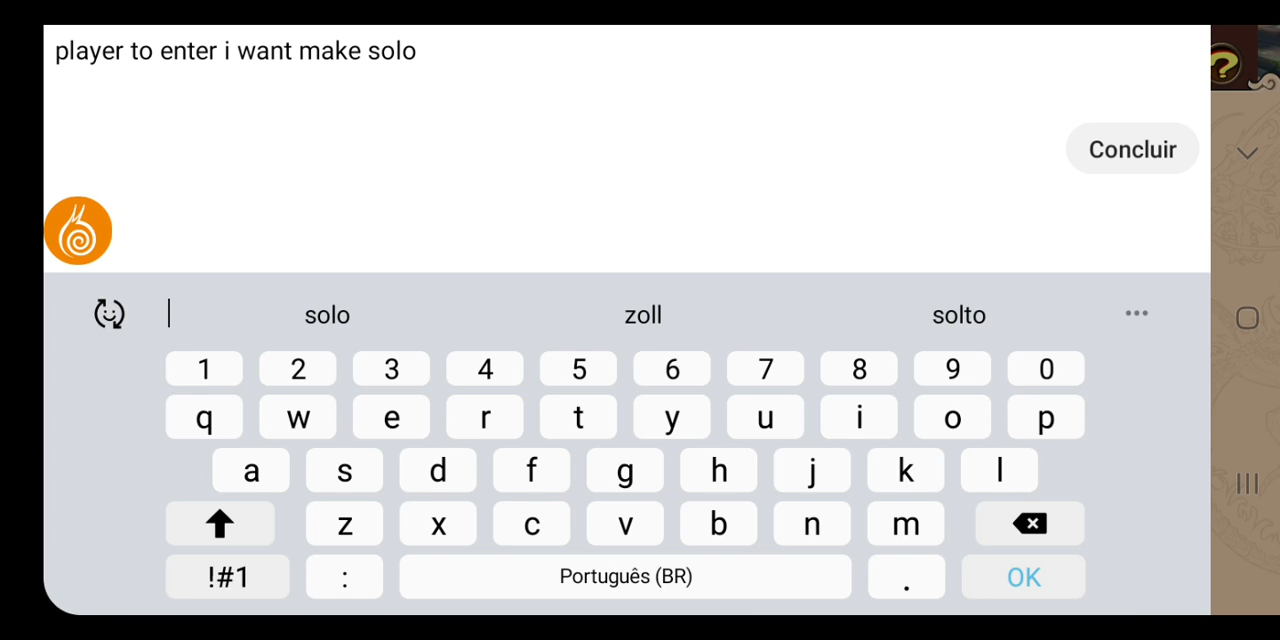 player to enter i want make solo
?
Concluir
solo zoll solto ...
1 2 3 4 5 6 7 8 9 0
q w e r t y u i o p
a s d f g h j k l
z x c v b n m
!#1 : Português (BR) . OK